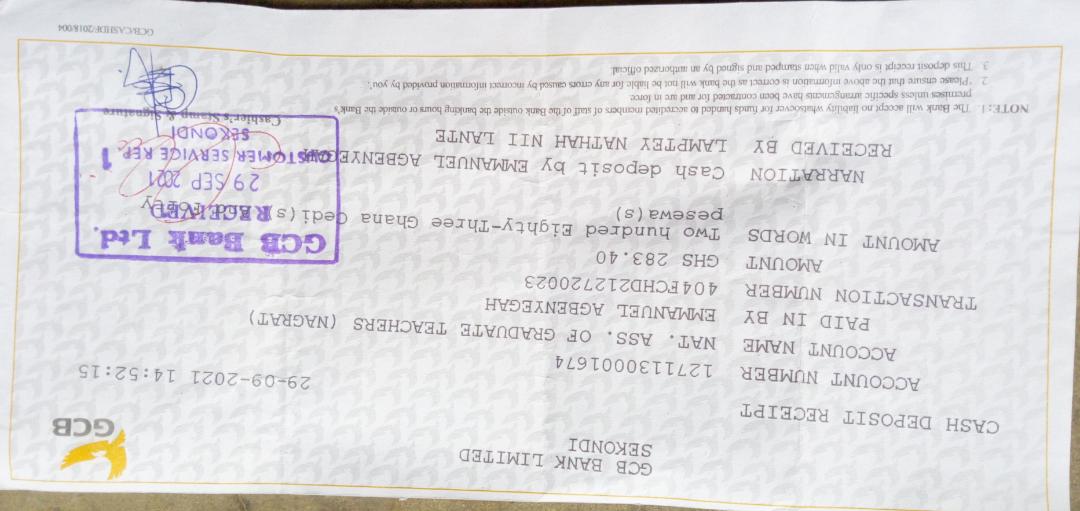 GCB BANK LIMITED
SEKONDI
GCB
CASH DEPOSIT RECEIPT
29-09-2021 14:52:15
ACCOUNT NUMBER 1271130001674
ACCOUNT NAME NAT. ASS. OF GRADUATE TEACHERS (NAGRAT)
PAID IN BY EMMANUEL AGBENYEGAH
TRANSACTION NUMBER 404FCHD212720023
AMOUNT GHS 283.40
AMOUNT IN WORDS Two hundred Eighty-Three Ghana Cedi(s) And Forty
pesewa(s)
NARRATION Cash deposit by EMMANUEL AGBENYEGAH
RECEIVED BY LAMPTEY NATHAN NII LANTE
GCB Bank Ltd.
RECEIVED
29 SEP 2021
CUSTOMER SERVICE REP. 1
SEKONDI
Cashier's Stamp & Signature
NOTE: 1. The Bank will accept no liability whatsoever for funds handed to accredited members of staff of the Bank outside the banking hours or outside the Bank's
premises unless specific arrangements have been contracted for and are in force
2. "Please ensure that the above information is correct as the bank will not be liable for any errors caused by incorrect information provided by you".
3. This deposit receipt is only valid when stamped and signed by an authorized official.
GCB/CASHDF/2018/004